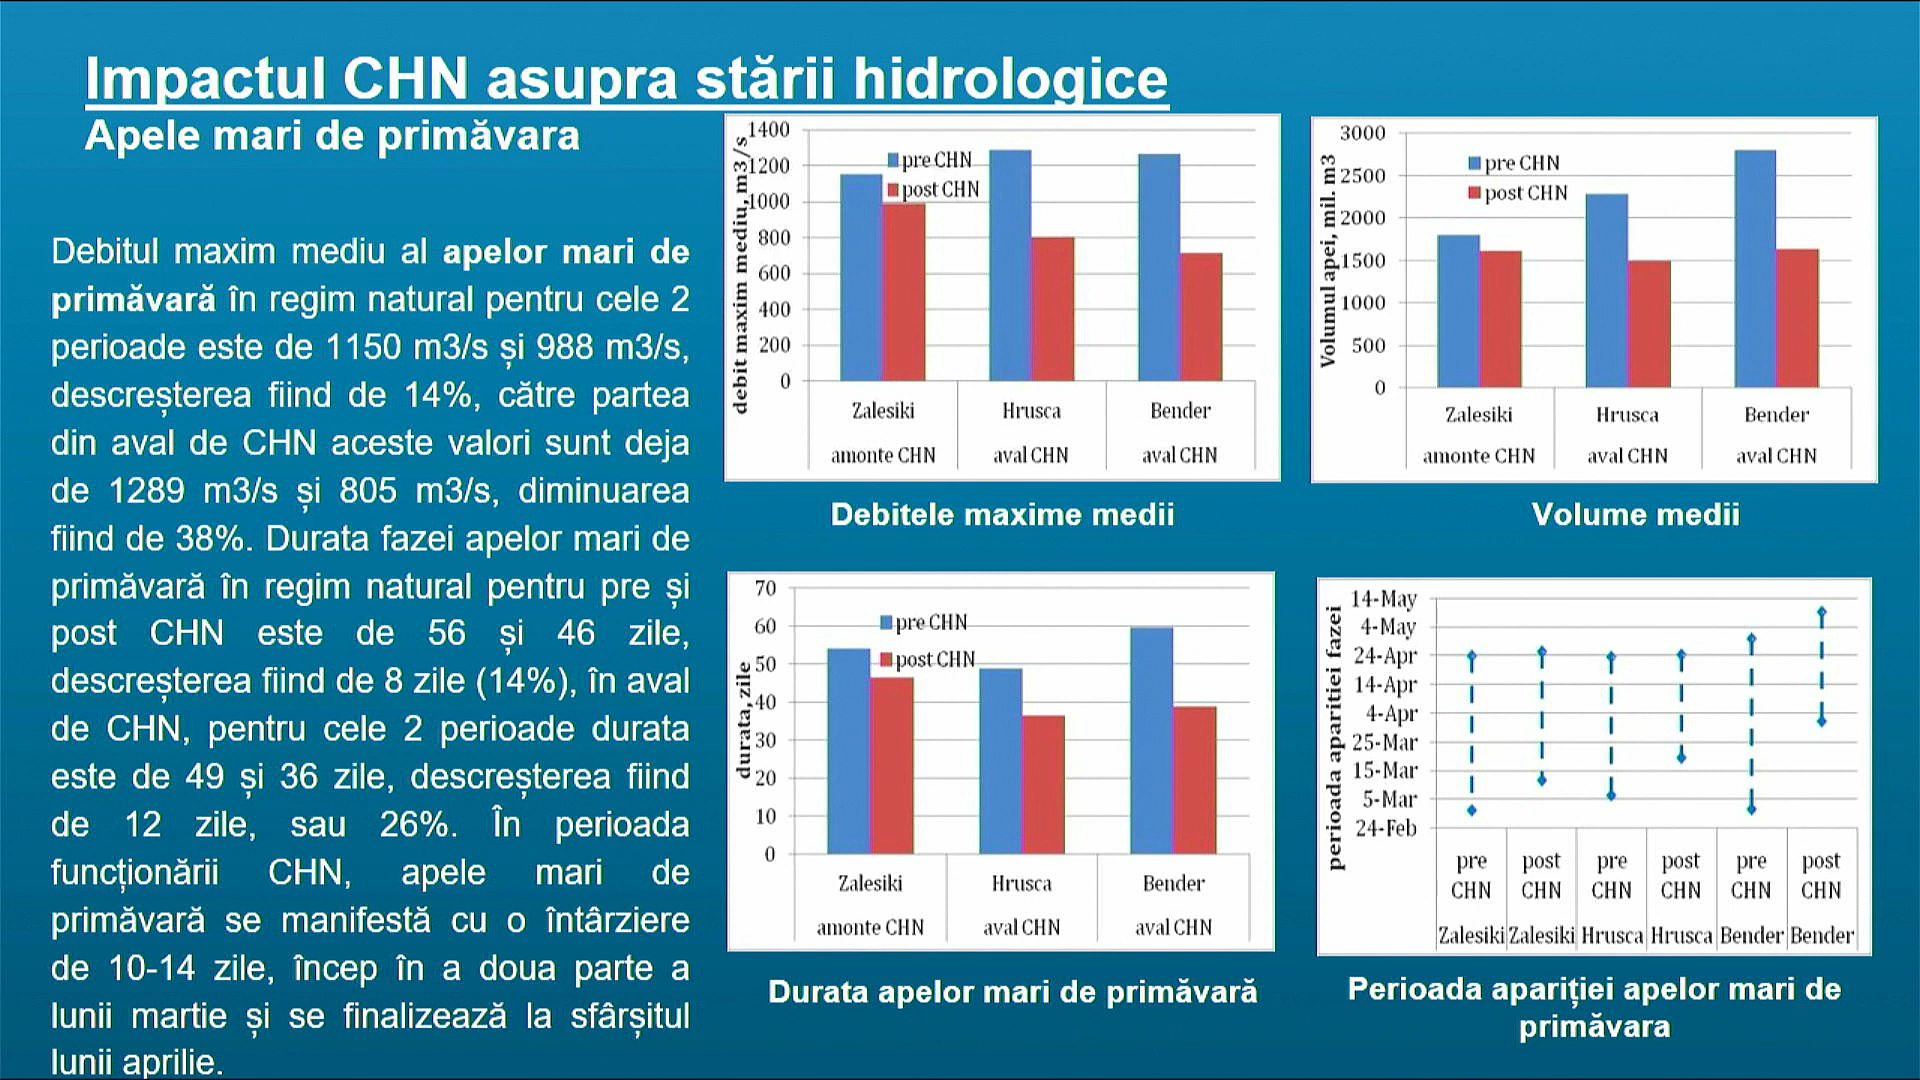 Impactul CHN asupra stării hidrologice
Apele mari de primăvara
Debitul maxim mediu al apelor mari de
primăvară în regim natural pentru cele 2
perioade este de 1150 m3/s și 988 m3/s,
descreșterea fiind de 14%, către partea
din aval de CHN aceste valori sunt deja
de 1289 m3/s și 805 m3/s, diminuarea
fiind de 38%. Durata fazei apelor mari de
primăvară în regim natural pentru pre și
post CHN este de 56 și 46 zile,
descreșterea fiind de 8 zile (14%), în aval
de CHN, pentru cele 2 perioade durata
este de 49 și 36 zile, descreșterea fiind
de 12 zile, sau 26%. În perioada
funcționării CHN, apele mari de
primăvară se manifestă cu o întârziere
de 10-14 zile, încep în a doua parte a
lunii martie și se finalizează la sfârșitul
lunii aprilie.
debit maxim mediu, m3/s
1400
1200
1000
800
600
400
200
0
pre CHN
post CHN
Zalesiki Hrusca Bender
amonte CHN aval CHN aval CHN
Debitele maxime medii
Volumul apei, mil. m3
3000
2500
2000
1500
1000
500
0
pre CHN
post CHN
Zalesiki Hrusca Bender
amonte CHN aval CHN aval CHN
Volume medii
durata, zile
70
60
50
40
30
20
10
0
pre CHN
post CHN
Zalesiki Hrusca Bender
amonte CHN aval CHN aval CHN
Durata apelor mari de primăvară
perioada aparitiei fazei
14-May
4-May
24-Apr
14-Apr
4-Apr
25-Mar
15-Mar
5-Mar
24-Feb
pre post pre post pre post
CHN CHN CHN CHN CHN CHN
Zalesiki Zalesiki Hrusca Hrusca Bender Bender
Perioada apariției apelor mari de
primăvara